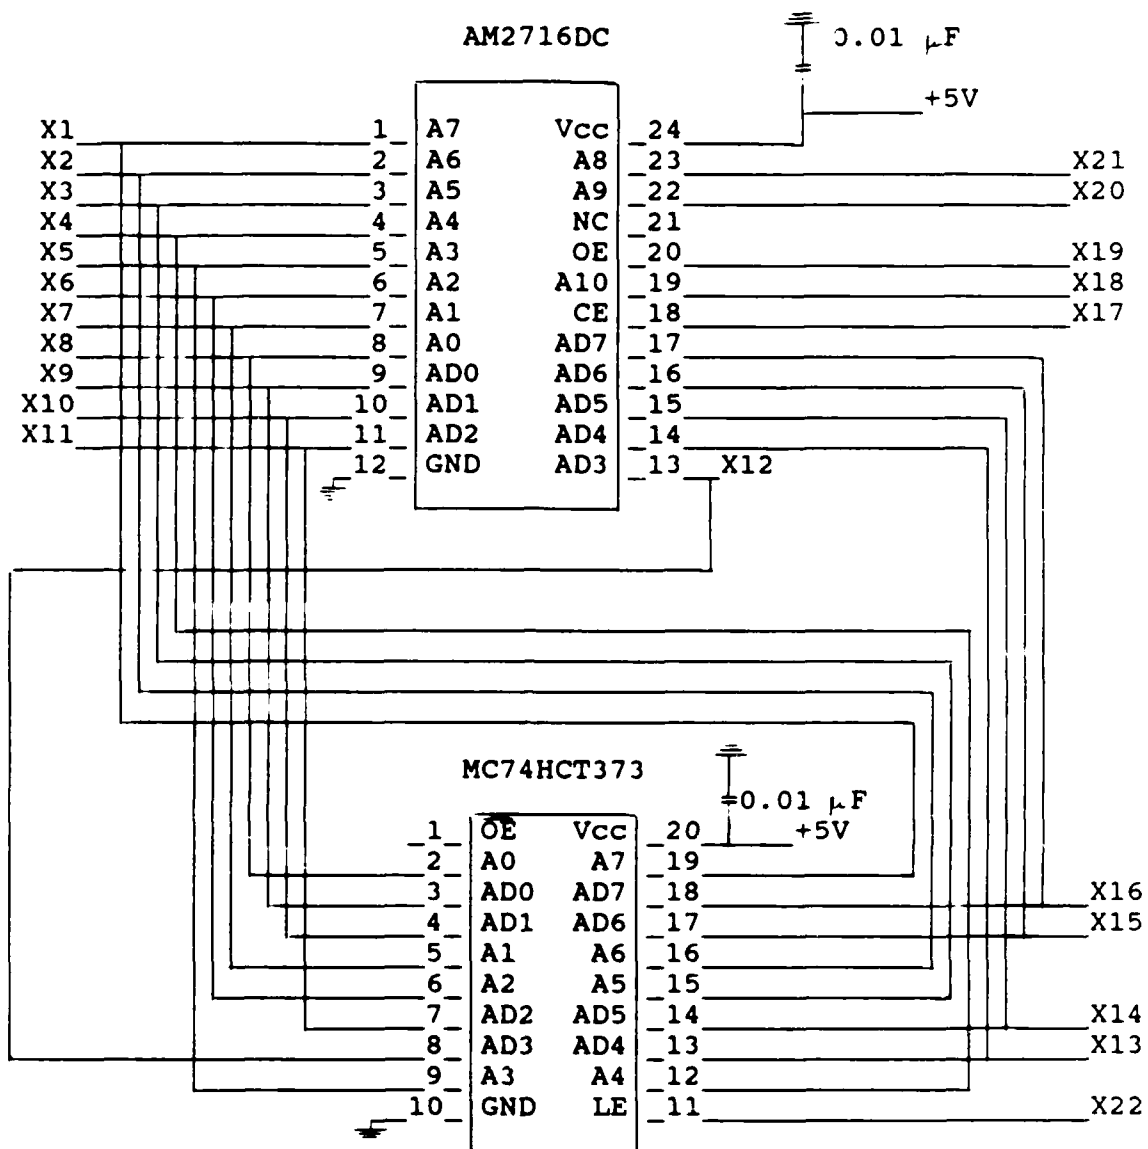 AM2716DC
0.01 μF
+5V
X1 1 A7 Vcc 24
X2 2 A6 A8 23 X21
X3 3 A5 A9 22 X20
X4 4 A4 NC 21
X5 5 A3 OE 20 X19
X6 6 A2 A10 19 X18
X7 7 A1 CE 18 X17
X8 8 A0 AD7 17
X9 9 AD0 AD6 16
X10 10 AD1 AD5 15
X11 11 AD2 AD4 14
12 GND AD3 13 X12
MC74HCT373
0.01 μF
1 O̅E̅ Vcc 20 +5V
2 A0 A7 19
3 AD0 AD7 18 X16
4 AD1 AD6 17 X15
5 A1 A6 16
6 A2 A5 15
7 AD2 AD5 14 X14
8 AD3 AD4 13 X13
9 A3 A4 12
10 GND LE 11 X22